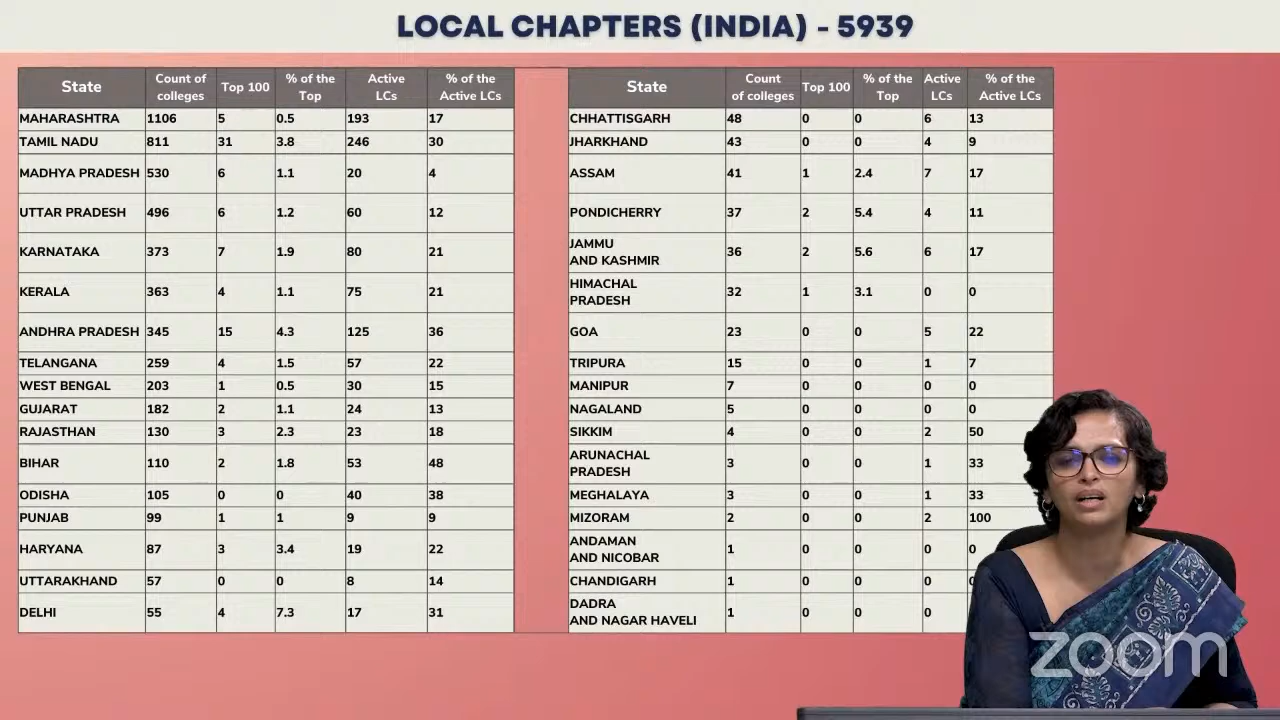 LOCAL CHAPTERS (INDIA) - 5939
State Count of colleges Top 100 % of the Top Active LCs % of the Active LCs
MAHARASHTRA 1106 5 0.5 193 17
TAMIL NADU 811 31 3.8 246 30
MADHYA PRADESH 530 6 1.1 20 4
UTTAR PRADESH 496 6 1.2 60 12
KARNATAKA 373 7 1.9 80 21
KERALA 363 4 1.1 75 21
ANDHRA PRADESH 345 15 4.3 125 36
TELANGANA 259 4 1.5 57 22
WEST BENGAL 203 1 0.5 30 15
GUJARAT 182 2 1.1 24 13
RAJASTHAN 130 3 2.3 23 18
BIHAR 110 2 1.8 53 48
ODISHA 105 0 0 40 38
PUNJAB 99 1 1 9 9
HARYANA 87 3 3.4 19 22
UTTARAKHAND 57 0 0 8 14
DELHI 55 4 7.3 17 31
State Count of colleges Top 100 % of the Top Active LCs % of the Active LCs
CHHATTISGARH 48 0 0 6 13
JHARKHAND 43 0 0 4 9
ASSAM 41 1 2.4 7 17
PONDICHERRY 37 2 5.4 4 11
JAMMU AND KASHMIR 36 2 5.6 6 17
HIMACHAL PRADESH 32 1 3.1 0 0
GOA 23 0 0 5 22
TRIPURA 15 0 0 1 7
MANIPUR 7 0 0 0 0
NAGALAND 5 0 0 0 0
SIKKIM 4 0 0 2 50
ARUNACHAL PRADESH 3 0 0 1 33
MEGHALAYA 3 0 0 1 33
MIZORAM 2 0 0 2 100
ANDAMAN AND NICOBAR 1 0 0 0 0
CHANDIGARH 1 0 0 0 0
DADRA AND NAGAR HAVELI 1 0 0 0
zoom